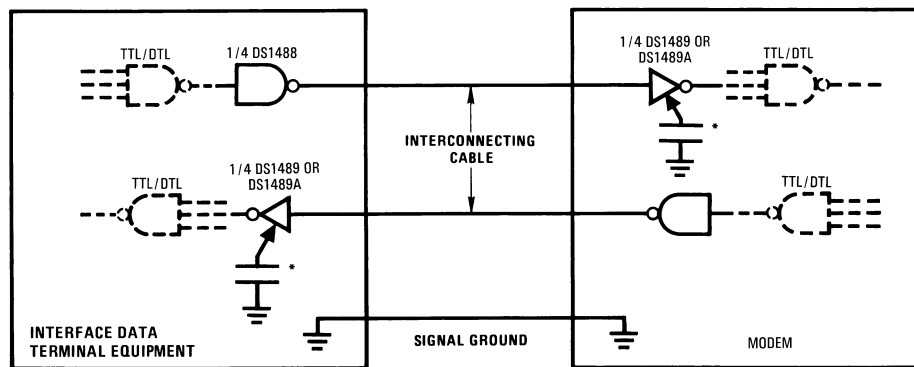 TTL/DTL
1/4 DS1488
1/4 DS1489 OR
DS1489A
TTL/DTL
*
INTERCONNECTING
CABLE
TTL/DTL
1/4 DS1489 OR
DS1489A
*
TTL/DTL
INTERFACE DATA
TERMINAL EQUIPMENT
SIGNAL GROUND
MODEM